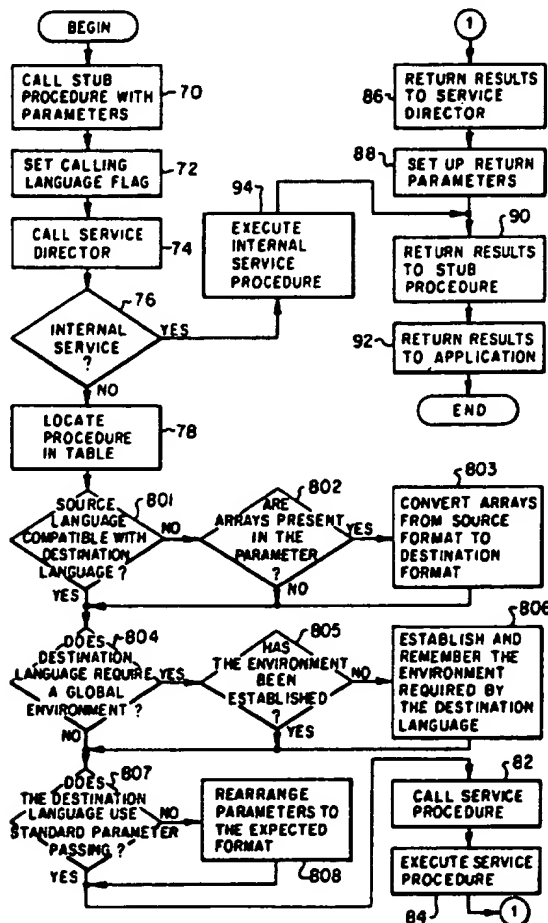 BEGIN
CALL STUB
PROCEDURE WITH
PARAMETERS
70
SET CALLING
LANGUAGE FLAG
72
CALL SERVICE
DIRECTOR
74
76
INTERNAL
SERVICE
?
YES
NO
94
EXECUTE
INTERNAL
SERVICE
PROCEDURE
LOCATE
PROCEDURE
IN TABLE
78
SOURCE
LANGUAGE
COMPATIBLE WITH
DESTINATION
LANGUAGE ?
801
NO
YES
802
ARE
ARRAYS PRESENT
IN THE
PARAMETER
?
YES
NO
803
CONVERT ARRAYS
FROM SOURCE
FORMAT TO
DESTINATION
FORMAT
DOES
DESTINATION
LANGUAGE REQUIRE
A GLOBAL
ENVIRONMENT ?
804
YES
NO
805
HAS
THE ENVIRONMENT
BEEN
ESTABLISHED
?
NO
YES
806
ESTABLISH AND
REMEMBER THE
ENVIRONMENT
REQUIRED BY
THE DESTINATION
LANGUAGE
DOES
THE DESTINATION
LANGUAGE USE
STANDARD PARAMETER
PASSING ?
807
NO
YES
REARRANGE
PARAMETERS TO
THE EXPECTED
FORMAT
808
82
CALL SERVICE
PROCEDURE
EXECUTE SERVICE
PROCEDURE
84
1
1
RETURN RESULTS
TO SERVICE
DIRECTOR
86
88
SET UP RETURN
PARAMETERS
90
RETURN RESULTS
TO STUB
PROCEDURE
92
RETURN RESULTS
TO APPLICATION
END